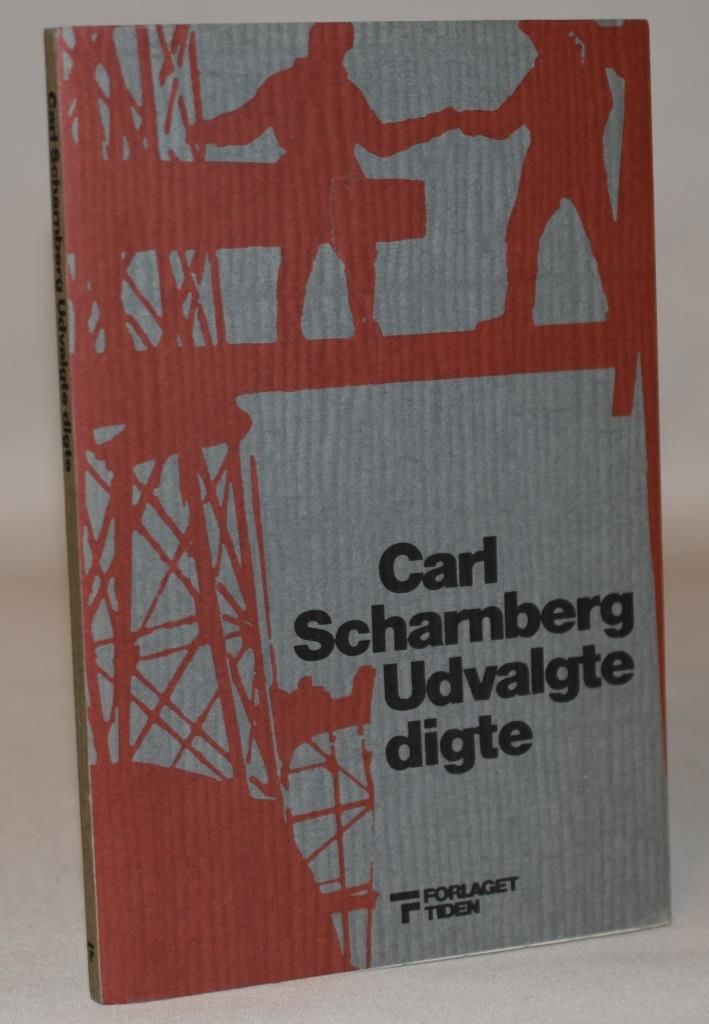 Carl Scharnberg Udvalgte digte
Carl
Scharnberg
Udvalgte
digte
FORLAGET
TIDEN